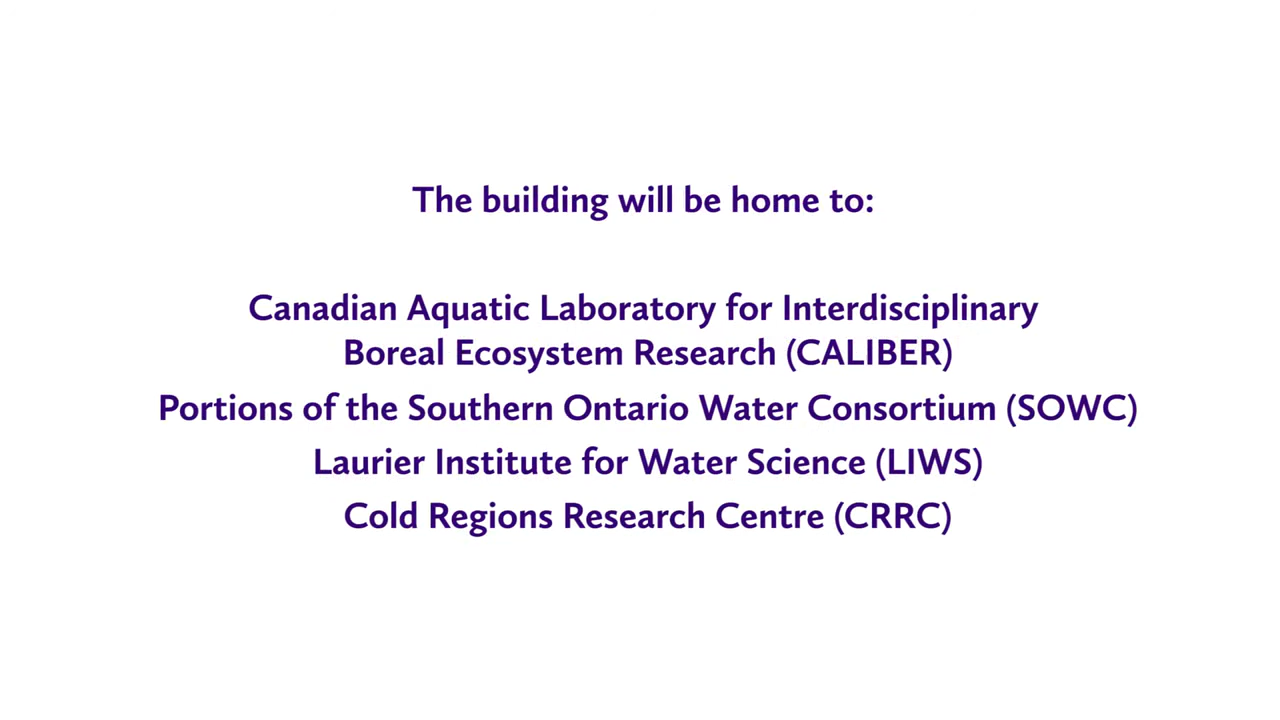 The building will be home to:
Canadian Aquatic Laboratory for Interdisciplinary
Boreal Ecosystem Research (CALIBER)
Portions of the Southern Ontario Water Consortium (SOWC)
Laurier Institute for Water Science (LIWS)
Cold Regions Research Centre (CRRC)